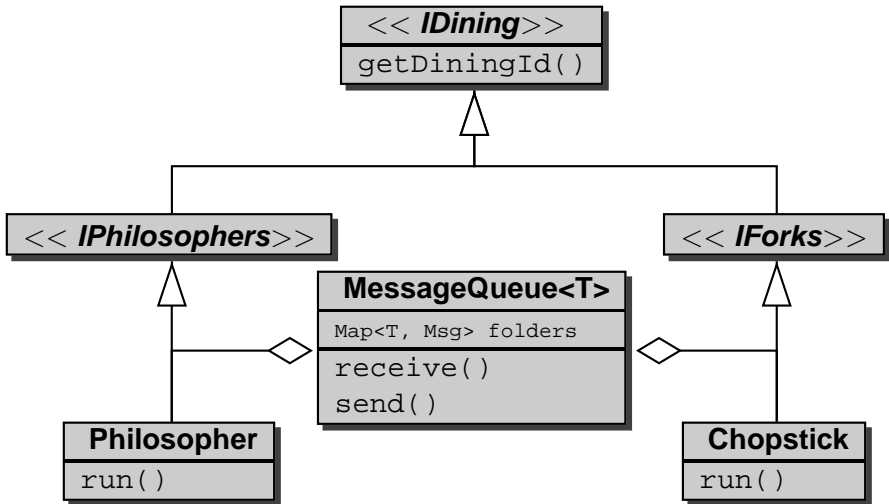 << IDining>>
getDiningId()
<< IPhilosophers>>
<< IForks>>
MessageQueue<T>
Map<T, Msg> folders
receive()
send()
Philosopher
run()
Chopstick
run()